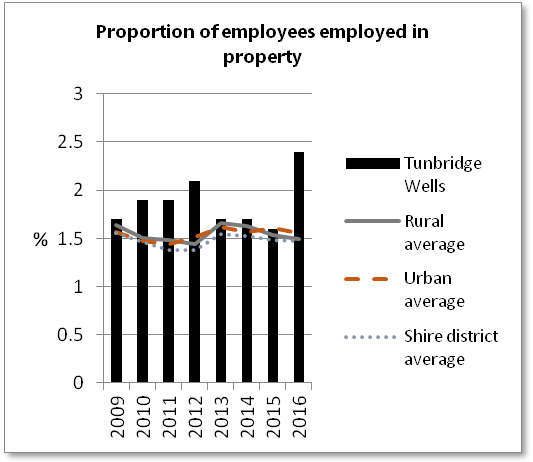 Proportion of employees employed in
property
3
2.5
2
1.5
1
0.5
0
%
2009 2010 2011 2012 2013 2014 2015 2016
Tunbridge
Wells
Rural
average
Urban
average
Shire district
average